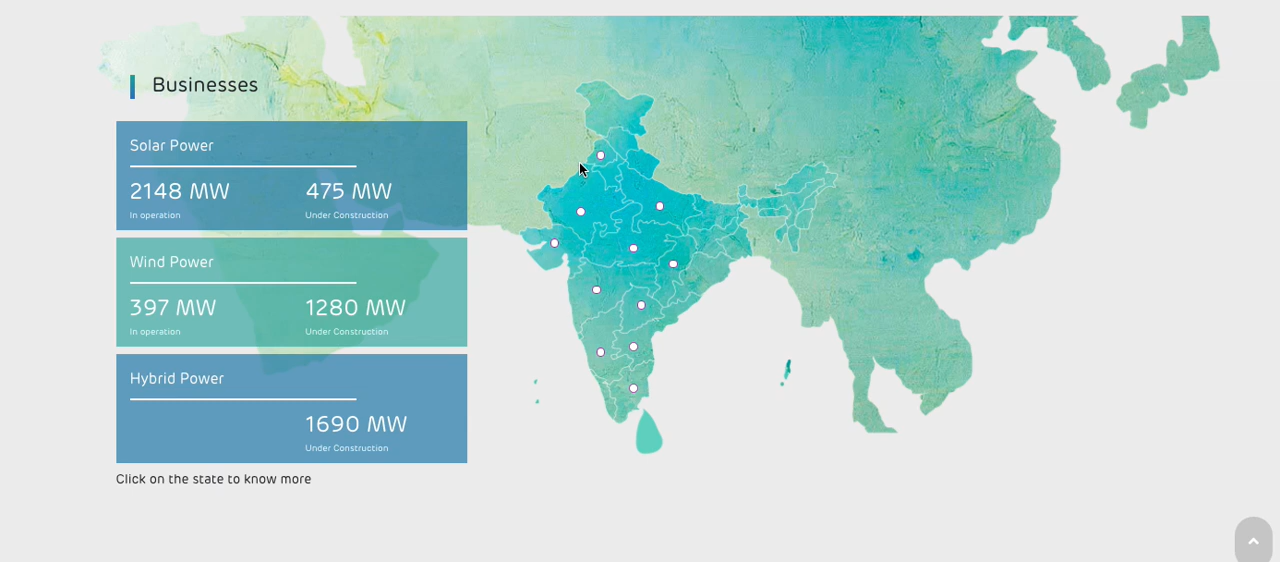 Businesses
Solar Power
2148 MW 475 MW
In operation Under Construction
Wind Power
397 MW 1280 MW
In operation Under Construction
Hybrid Power
1690 MW
Under Construction
Click on the state to know more